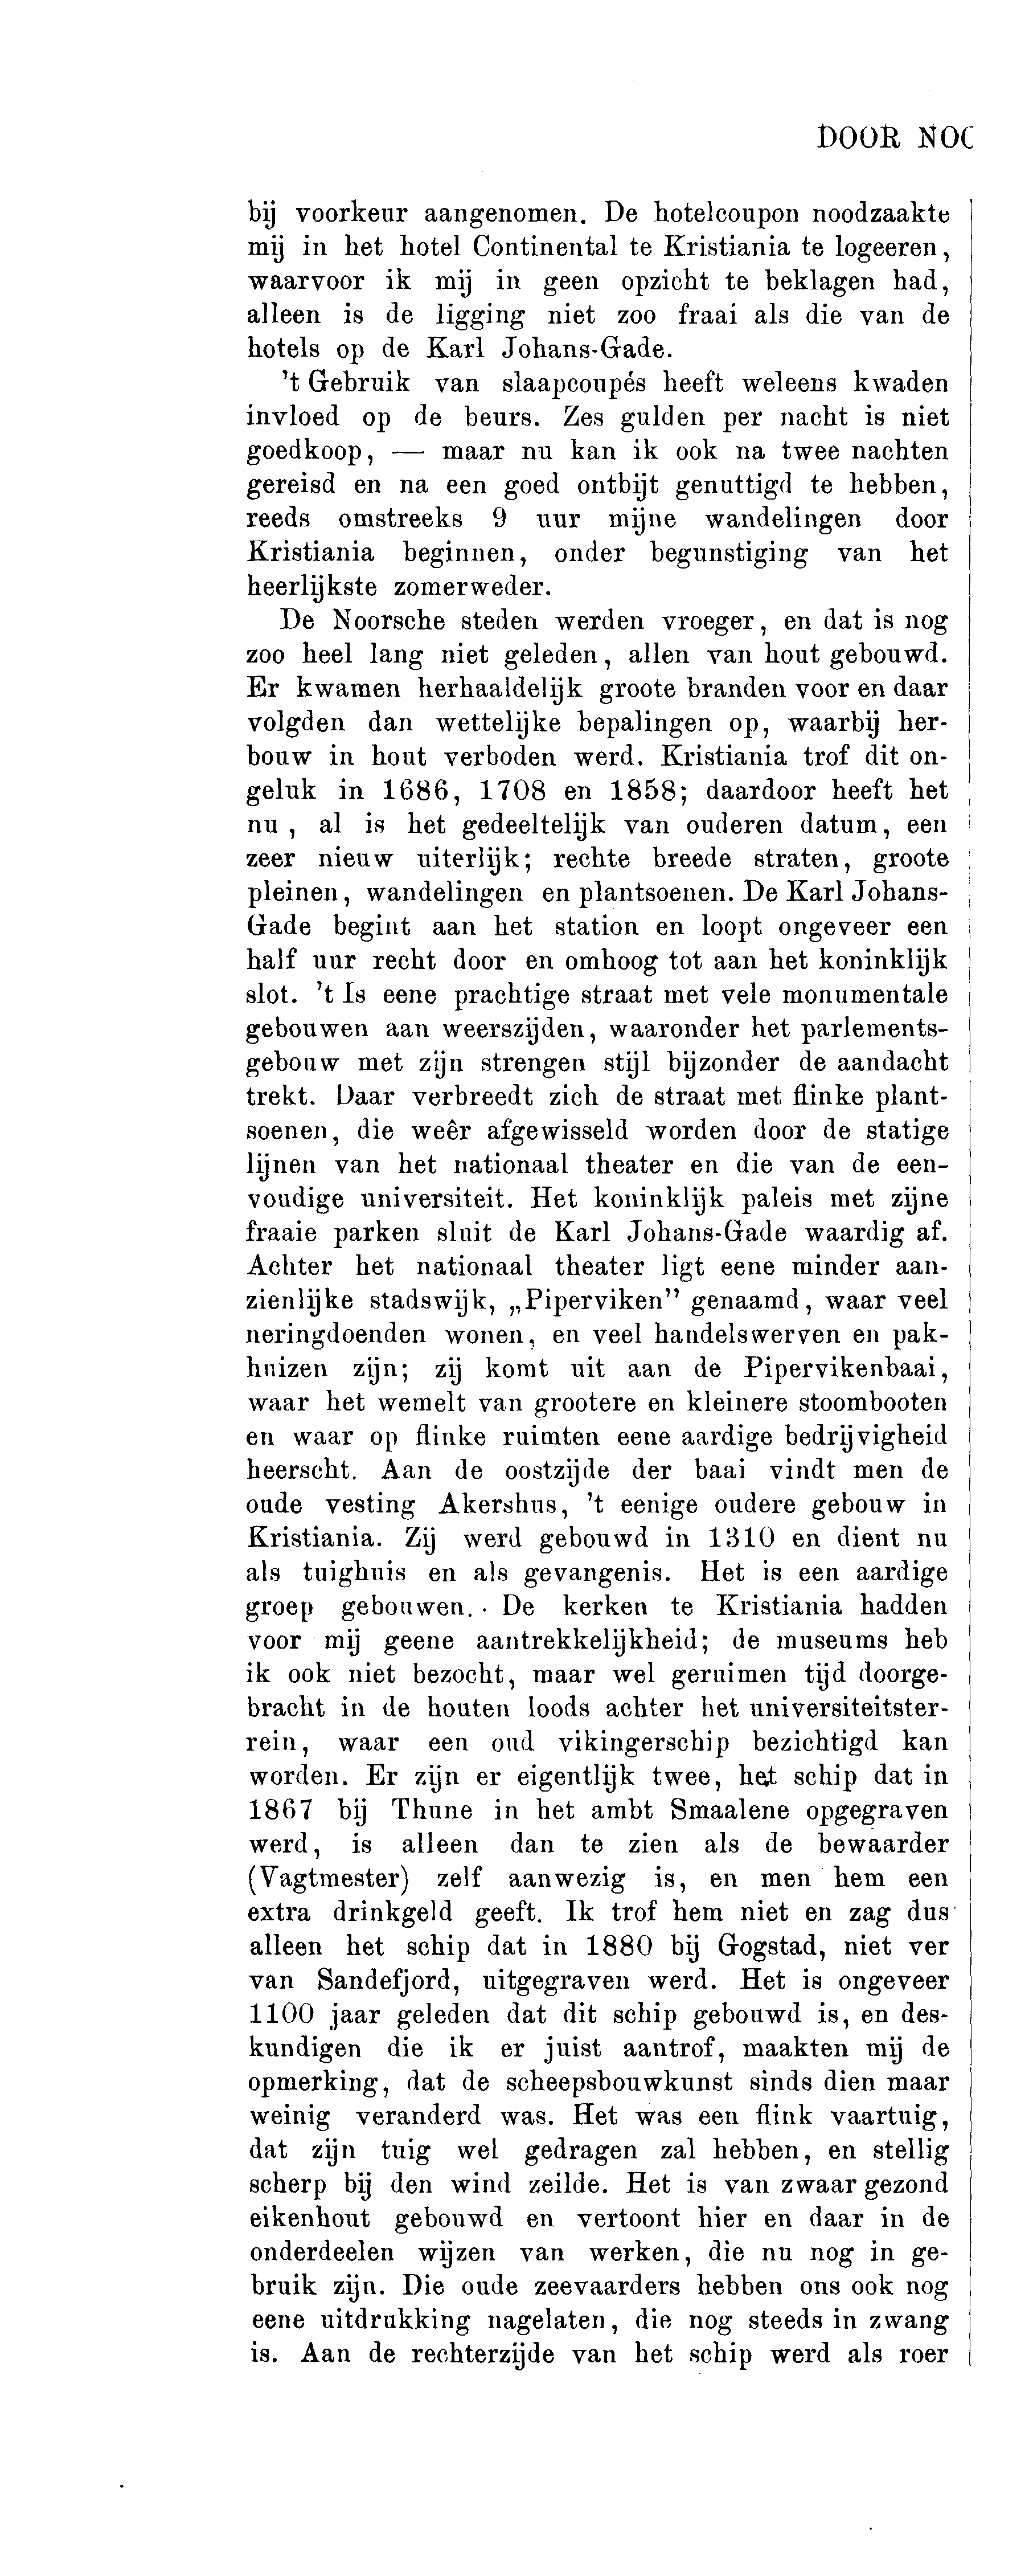 DOOR NOO
bij voorkeur aangenomen. De hotelcoupon noodzaakte
mij in het hotel Continental te Kristiania te logeeren,
waarvoor ik mij in geen opzicht te beklagen had,
alleen is de ligging niet zoo fraai als die van de
hotels op de Karl Johans-Gade.
't Gebruik van slaapcoupés heeft weleens kwaden
invloed op de beurs. Zes gulden per nacht is niet
goedkoop, — maar nu kan ik ook na twee nachten
gereisd en na een goed ontbijt genuttigd te hebben,
reeds omstreeks 9 uur mijne wandelingen door
Kristiania beginnen, onder begunstiging van het
heerlijkste zomerweder.
De Noorsche steden werden vroeger, en dat is nog
zoo heel lang niet geleden, allen van hout gebouwd.
Er kwamen herhaaldelijk groote branden voor en daar
volgden dan wettelijke bepalingen op, waarbij her-
bouw in hout verboden werd. Kristiania trof dit on-
geluk in 1686, 1708 en 1858; daardoor heeft het
nu, al is het gedeeltelijk van ouderen datum, een
zeer nieuw uiterlijk; rechte breede straten, groote
pleinen, wandelingen en plantsoenen. De Karl Johans-
Gade begint aan het station en loopt ongeveer een
half uur recht door en omhoog tot aan het koninklijk
slot. 't Is eene prachtige straat met vele monumentale
gebouwen aan weerszijden, waaronder het parlements-
gebouw met zijn strengen stijl bijzonder de aandacht
trekt. Daar verbreedt zich de straat met flinke plant-
soenen, die weêr afgewisseld worden door de statige
lijnen van het nationaal theater en die van de een-
voudige universiteit. Het koninklijk paleis met zijne
fraaie parken sluit de Karl Johans-Gade waardig af.
Achter het nationaal theater ligt eene minder aan-
zienlijke stadswijk, „Piperviken” genaamd, waar veel
neringdoenden wonen, en veel handelswerven en pak-
huizen zijn; zij komt uit aan de Pipervikenbaai,
waar het wemelt van grootere en kleinere stoombooten
en waar op flinke ruimten eene aardige bedrijvigheid
heerscht. Aan de oostzijde der baai vindt men de
oude vesting Akershus, 't eenige oudere gebouw in
Kristiania. Zij werd gebouwd in 1310 en dient nu
als tuighuis en als gevangenis. Het is een aardige
groep gebouwen. De kerken te Kristiania hadden
voor mij geene aantrekkelijkheid; de museums heb
ik ook niet bezocht, maar wel geruimen tijd doorge-
bracht in de houten loods achter het universiteitster-
rein, waar een oud vikingerschip bezichtigd kan
worden. Er zijn er eigentlijk twee, het schip dat in
1867 bij Thune in het ambt Smaalene opgegraven
werd, is alleen dan te zien als de bewaarder
(Vagtmester) zelf aanwezig is, en men hem een
extra drinkgeld geeft. Ik trof hem niet en zag dus
alleen het schip dat in 1880 bij Gogstad, niet ver
van Sandefjord, uitgegraven werd. Het is ongeveer
1100 jaar geleden dat dit schip gebouwd is, en des-
kundigen die ik er juist aantrof, maakten mij de
opmerking, dat de scheepsbouwkunst sinds dien maar
weinig veranderd was. Het was een flink vaartuig,
dat zijn tuig wel gedragen zal hebben, en stellig
scherp bij den wind zeilde. Het is van zwaar gezond
eikenhout gebouwd en vertoont hier en daar in de
onderdeelen wijzen van werken, die nu nog in ge-
bruik zijn. Die oude zeevaarders hebben ons ook nog
eene uitdrukking nagelaten, die nog steeds in zwang
is. Aan de rechterzijde van het schip werd als roer